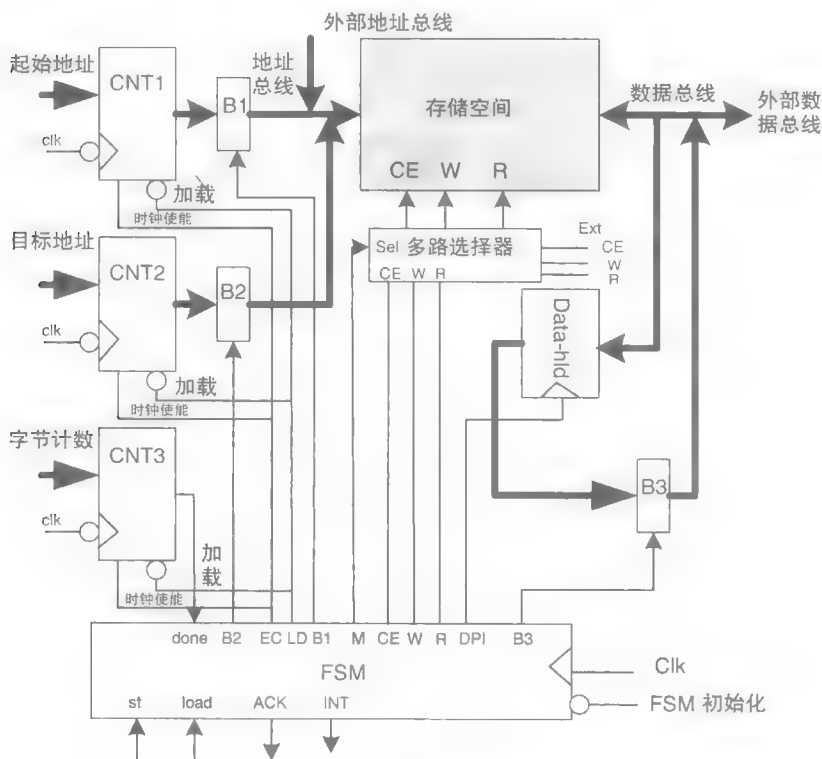 外部地址总线
起始地址
CNT1
B1
地址
总线
存储空间
数据总线
外部数
据总线
clk
CE W R
加载
时钟使能
Ext
Sel 多路选择器
CE
CE W R
W
R
目标地址
CNT2
B2
Data-hld
clk
加载
时钟使能
字节计数
CNT3
B3
clk
加载
时钟使能
done B2 EC LD B1 M CE W R DPI B3
FSM
Clk
st load ACK INT
FSM 初始化